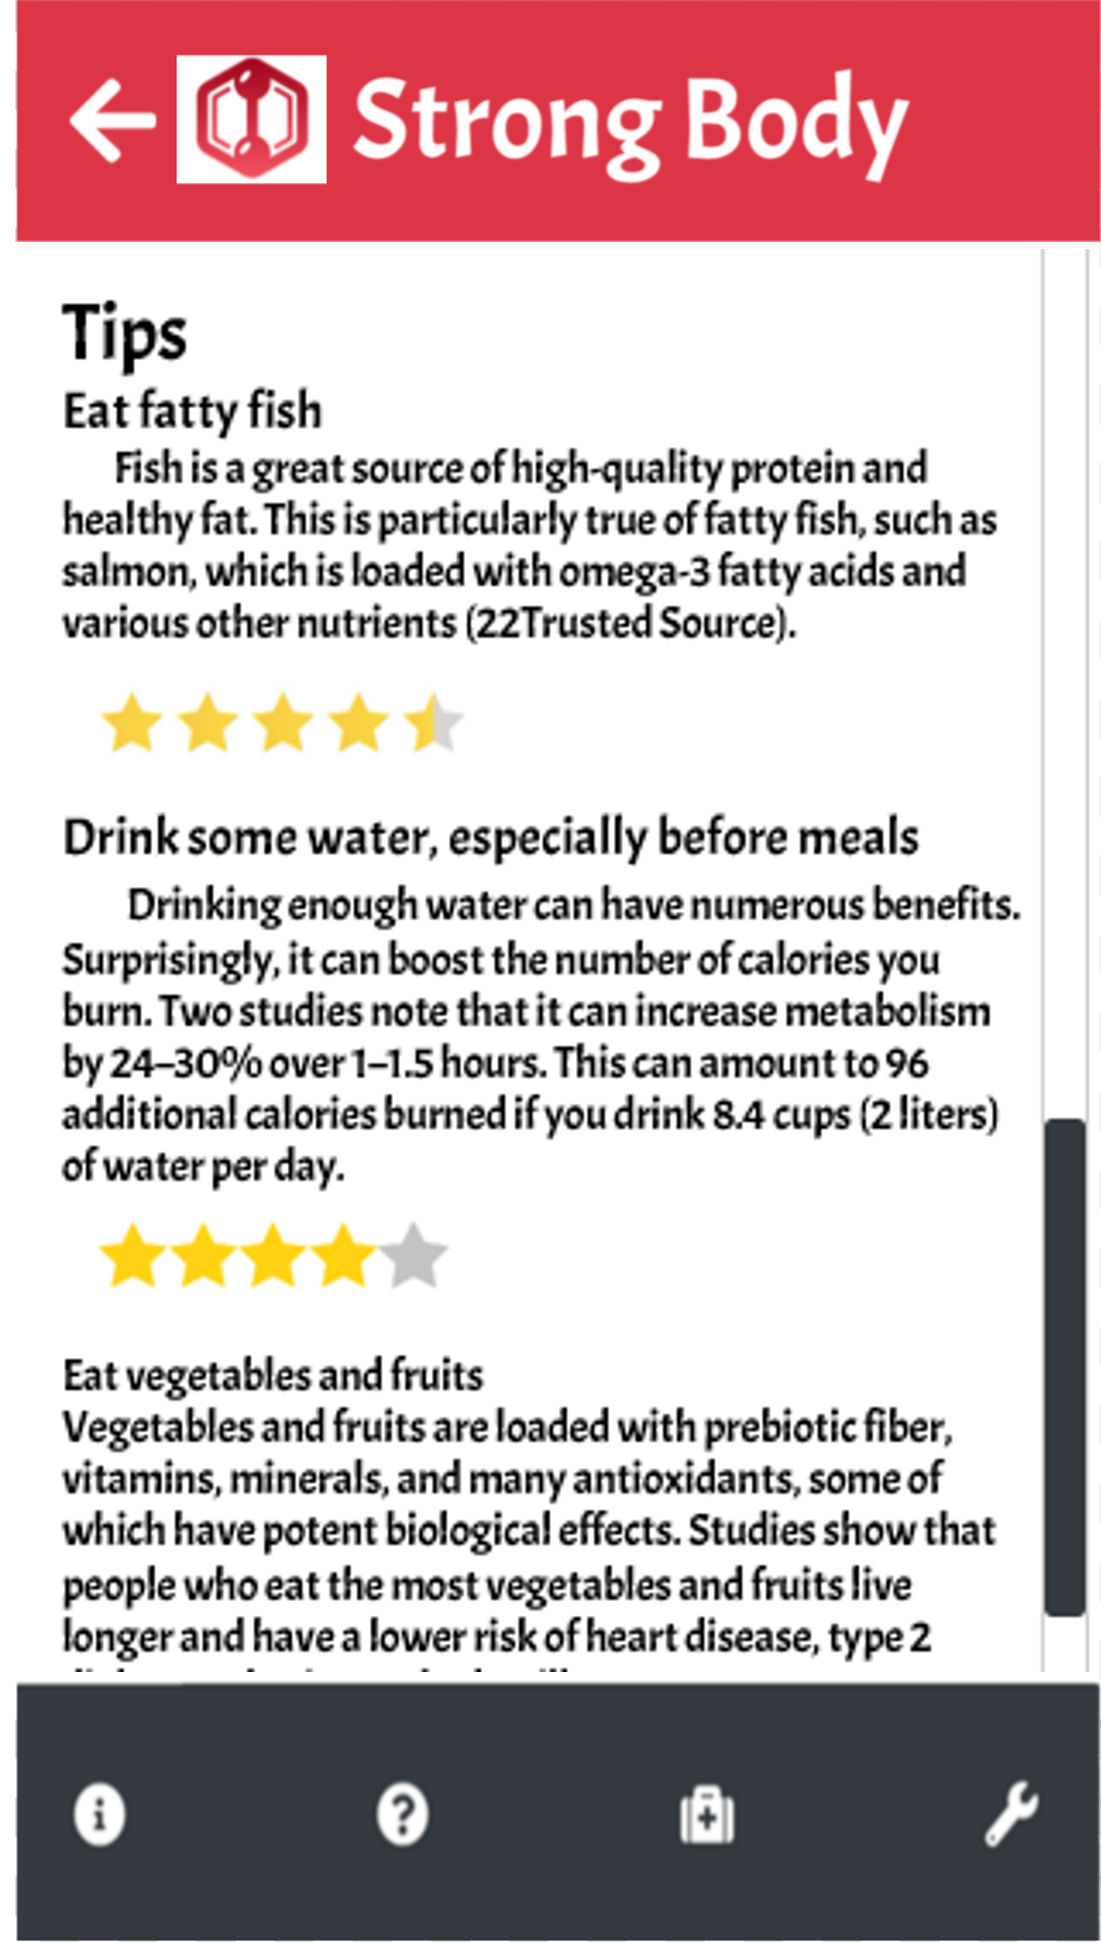 Strong Body
Tips
Eat fatty fish
Fish is a great source of high-quality protein and
healthy fat. This is particularly true of fatty fish, such as
salmon, which is loaded with omega-3 fatty acids and
various other nutrients (22Trusted Source).
Drink some water, especially before meals
Drinking enough water can have numerous benefits.
Surprisingly, it can boost the number of calories you
burn. Two studies note that it can increase metabolism
by 24–30% over 1–1.5 hours. This can amount to 96
additional calories burned if you drink 8.4 cups (2 liters)
of water per day.
Eat vegetables and fruits
Vegetables and fruits are loaded with prebiotic fiber,
vitamins, minerals, and many antioxidants, some of
which have potent biological effects. Studies show that
people who eat the most vegetables and fruits live
longer and have a lower risk of heart disease, type 2